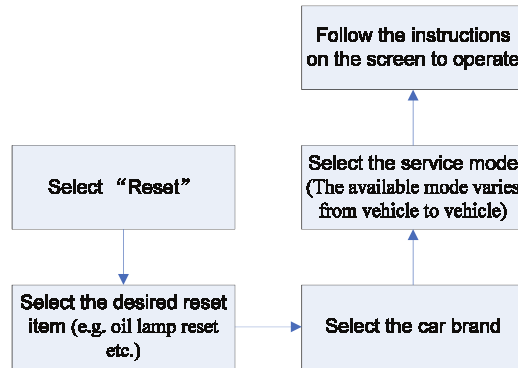 Select “Reset”
Select the desired reset
item (e.g. oil lamp reset
etc.)
Select the car brand
Select the service mode
(The available mode varies
from vehicle to vehicle)
Follow the instructions
on the screen to operate